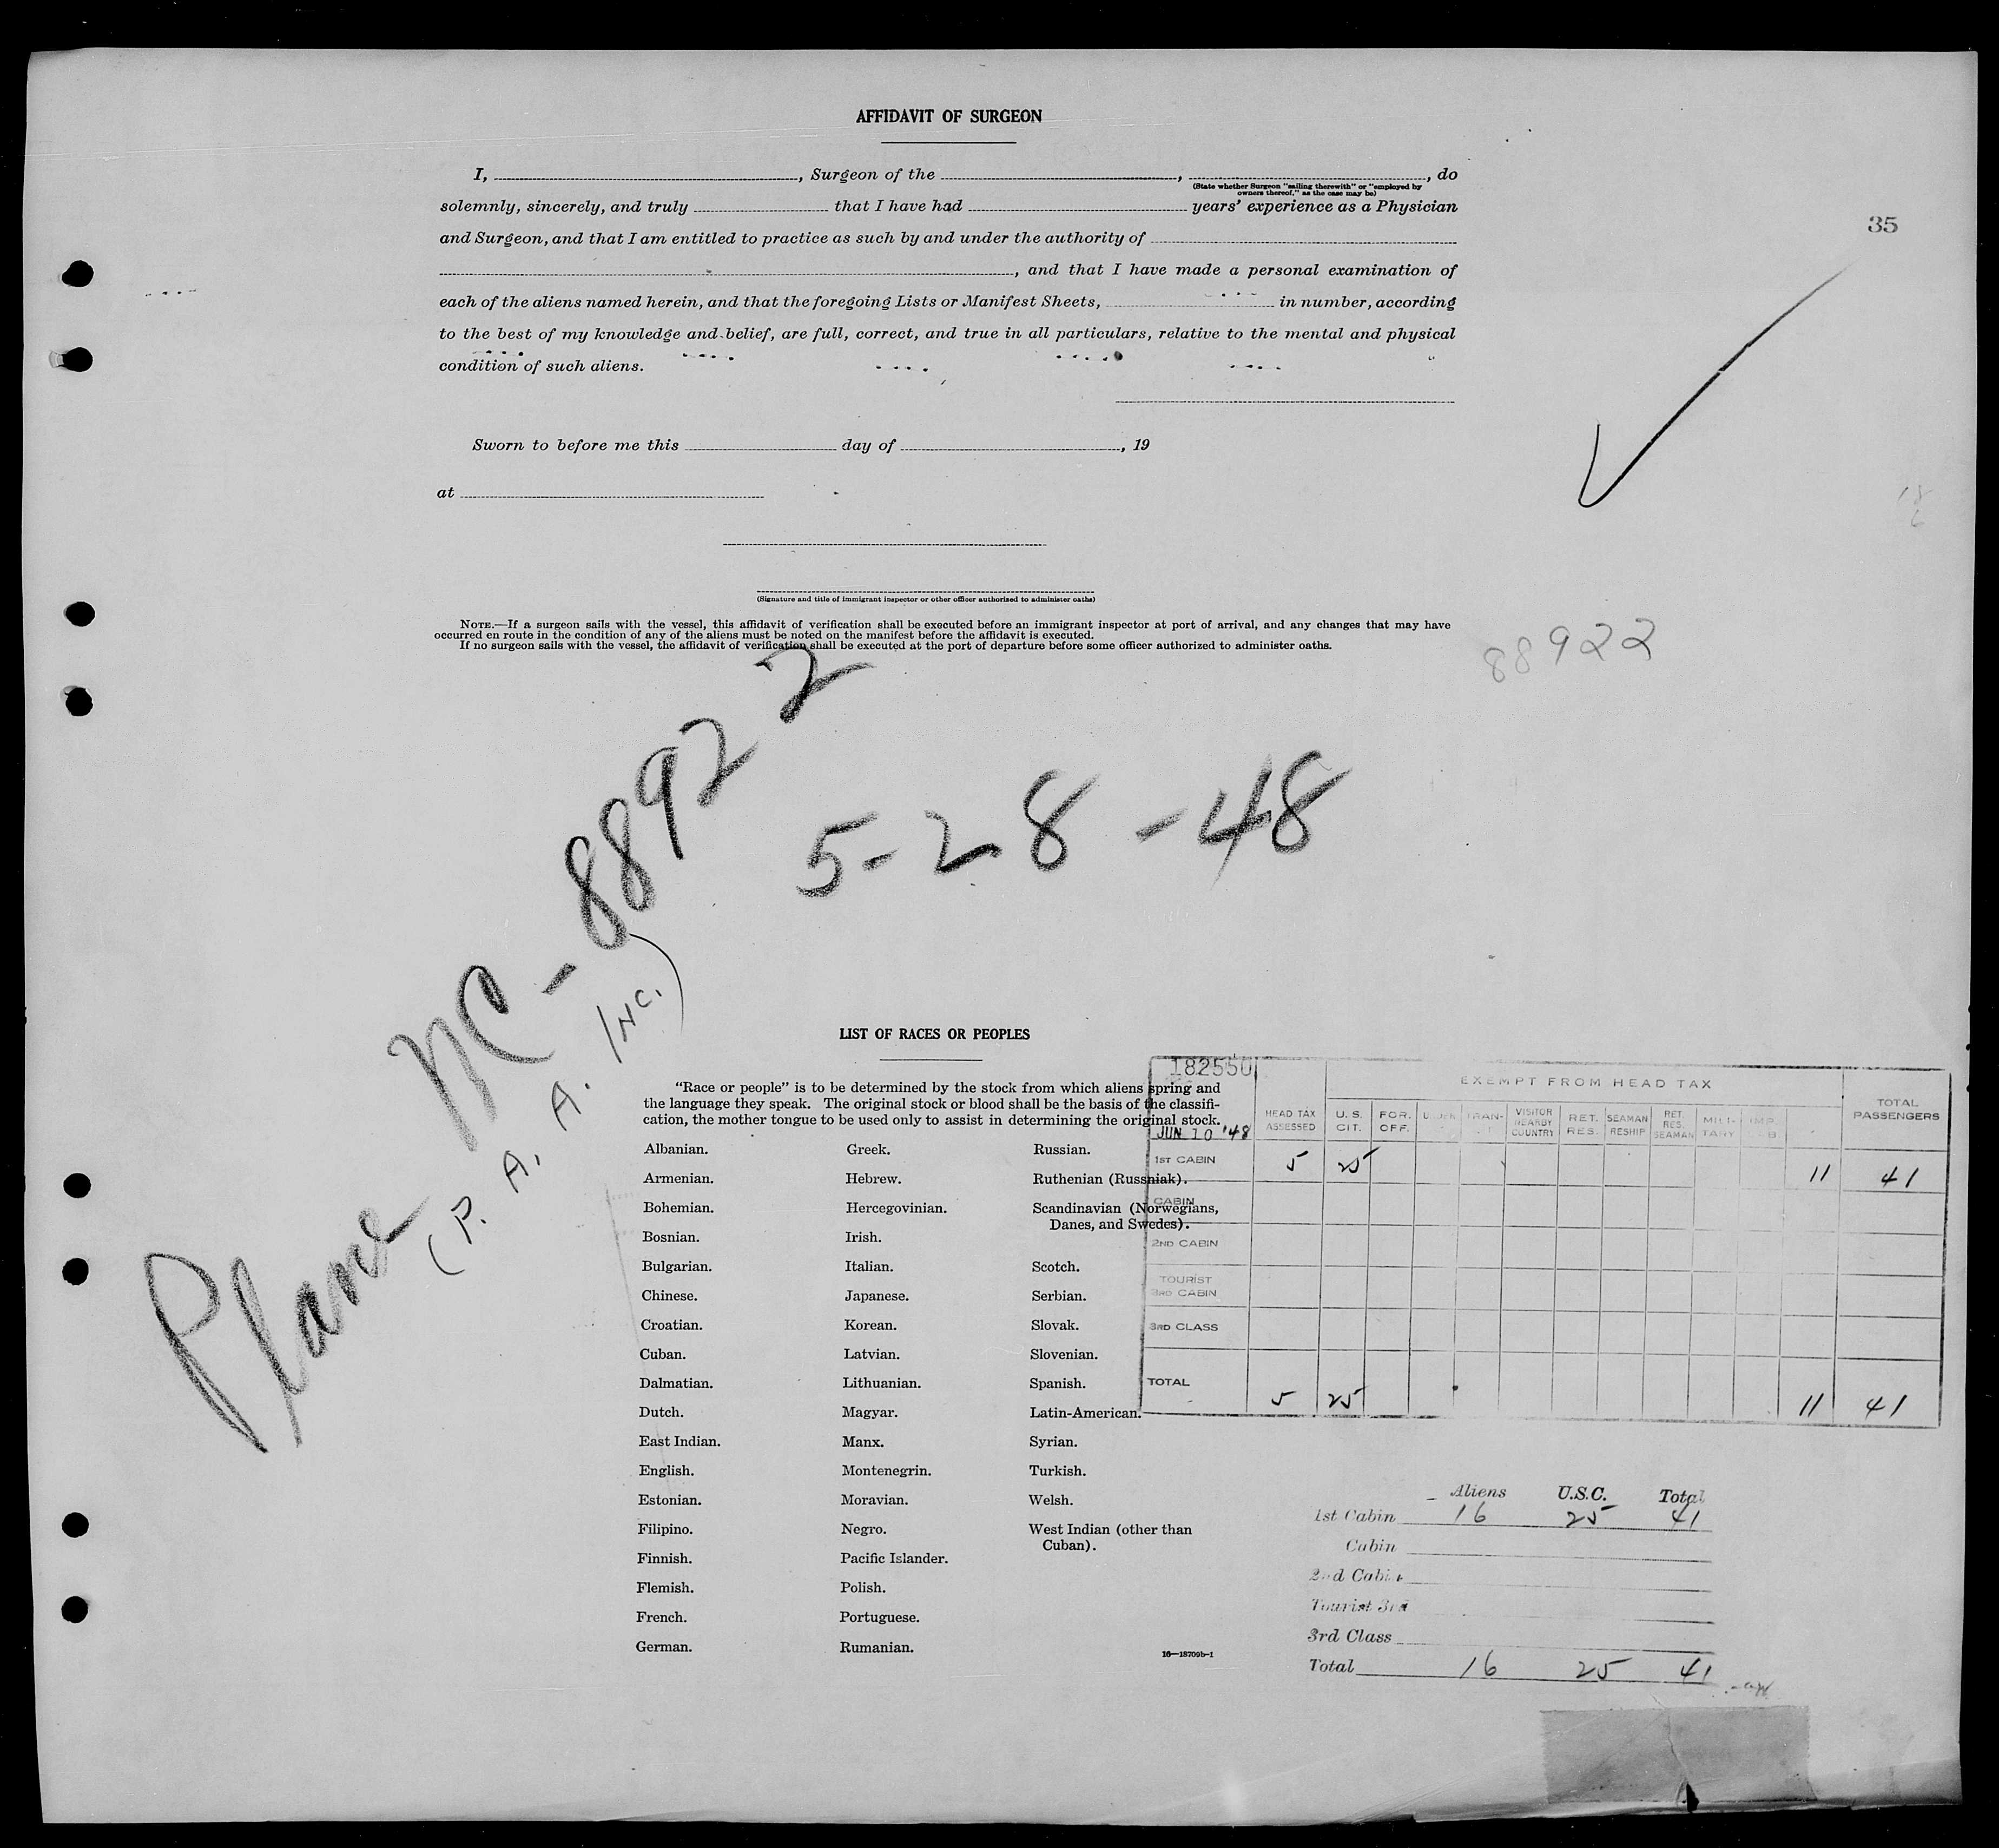 AFFIDAVIT OF SURGEON
35
I, , Surgeon of the , , do
(State whether Surgeon "sailing therewith" or "employed by
owners thereof," as the case may be)
solemnly, sincerely, and truly that I have had years' experience as a Physician
and Surgeon, and that I am entitled to practice as such by and under the authority of
, and that I have made a personal examination of
each of the aliens named herein, and that the foregoing Lists or Manifest Sheets, in number, according
to the best of my knowledge and belief, are full, correct, and true in all particulars, relative to the mental and physical
condition of such aliens.
Sworn to before me this day of , 19
at
(Signature and title of immigrant inspector or other officer authorized to administer oaths)
NOTE.—If a surgeon sails with the vessel, this affidavit of verification shall be executed before an immigrant inspector at port of arrival, and any changes that may have
occurred en route in the condition of any of the aliens must be noted on the manifest before the affidavit is executed.
If no surgeon sails with the vessel, the affidavit of verification shall be executed at the port of departure before some officer authorized to administer oaths.
88922
Plane NC-88922
(P. A. A. INC.)
5-28-48
LIST OF RACES OR PEOPLES
"Race or people" is to be determined by the stock from which aliens spring and
the language they speak. The original stock or blood shall be the basis of the classifi-
cation, the mother tongue to be used only to assist in determining the original stock.
Albanian. Greek. Russian.
Armenian. Hebrew. Ruthenian (Russniak).
Bohemian. Hercegovinian. Scandinavian (Norwegians,
Danes, and Swedes).
Bosnian. Irish.
Bulgarian. Italian. Scotch.
Chinese. Japanese. Serbian.
Croatian. Korean. Slovak.
Cuban. Latvian. Slovenian.
Dalmatian. Lithuanian. Spanish.
Dutch. Magyar. Latin-American.
East Indian. Manx. Syrian.
English. Montenegrin. Turkish.
Estonian. Moravian. Welsh.
Filipino. Negro. West Indian (other than
Cuban).
Finnish. Pacific Islander.
Flemish. Polish.
French. Portuguese.
German. Rumanian.
16—18709b-1
182550
JUN 10 '48
EXEMPT FROM HEAD TAX
HEAD TAX ASSESSED U. S. CIT. FOR. OFF. VISITOR NEARBY COUNTRY RET. RES. SEAMAN RESHIP RET. RES. SEAMAN MILI- TARY TOTAL PASSENGERS
1ST CABIN 5 25 11 41
CABIN
2ND CABIN
TOURIST
3RD CABIN
3RD CLASS
TOTAL 5 25 11 41
Aliens U.S.C. Total
1st Cabin 16 25 41
Cabin
2nd Cabin
Tourist 3rd
3rd Class
Total 16 25 41